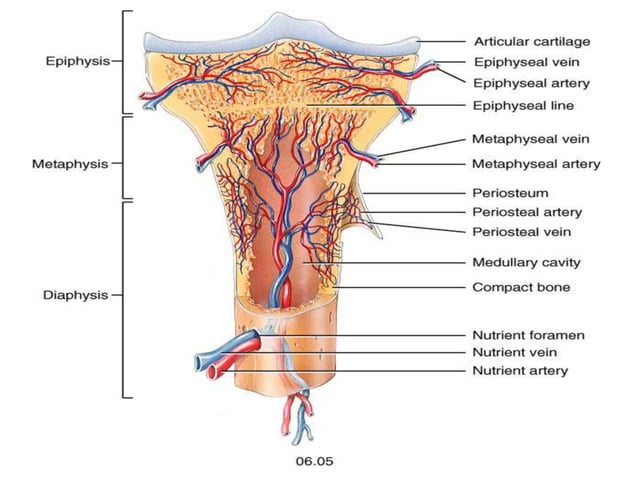 Epiphysis
Metaphysis
Diaphysis
Articular cartilage
Epiphyseal vein
Epiphyseal artery
Epiphyseal line
Metaphyseal vein
Metaphyseal artery
Periosteum
Periosteal artery
Periosteal vein
Medullary cavity
Compact bone
Nutrient foramen
Nutrient vein
Nutrient artery
06.05